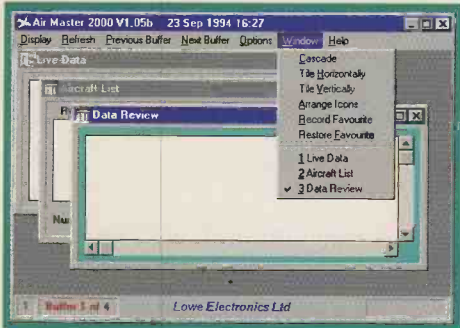 Air Master 2000 V1.05b 23 Sep 1994 16:27
Display Refresh Previous Buffer Next Buffer Options Window Help
Live Data
Aircraft List
Data Review
Cascade
Tile Horizontally
Tile Vertically
Arrange Icons
Record Favourite
Restore Favourite
1 Live Data
2 Aircraft List
✓ 3 Data Review
Num
1 Buffer 1 of 4 Lowe Electronics Ltd